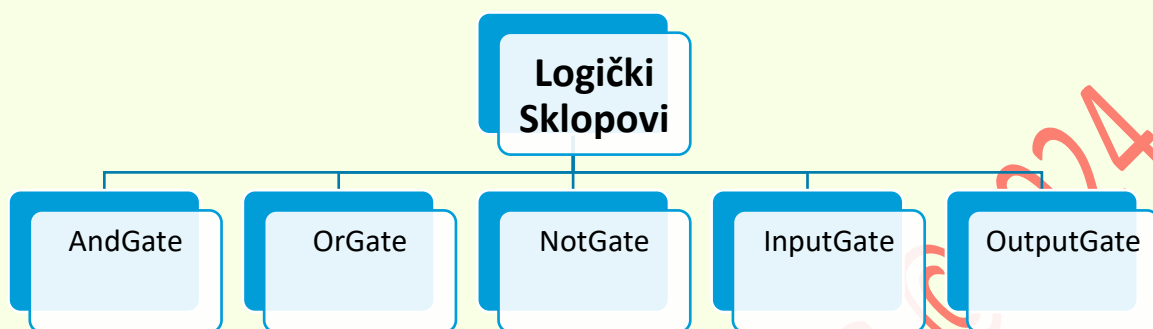 Logički
Sklopovi
AndGate
OrGate
NotGate
InputGate
OutputGate